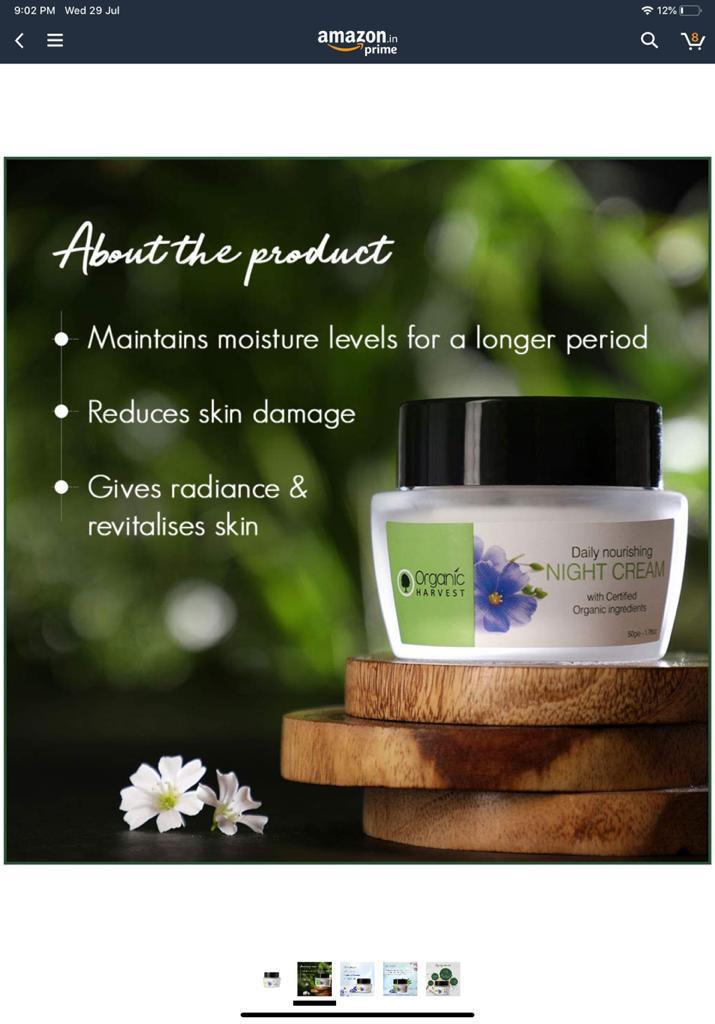 9:02 PM Wed 29 Jul
12%
amazon.in
prime
8
About the product
Maintains moisture levels for a longer period
Reduces skin damage
Gives radiance &
revitalises skin
Daily nourishing
NIGHT CREAM
Organic
HARVEST
with Certified
Organic ingredients